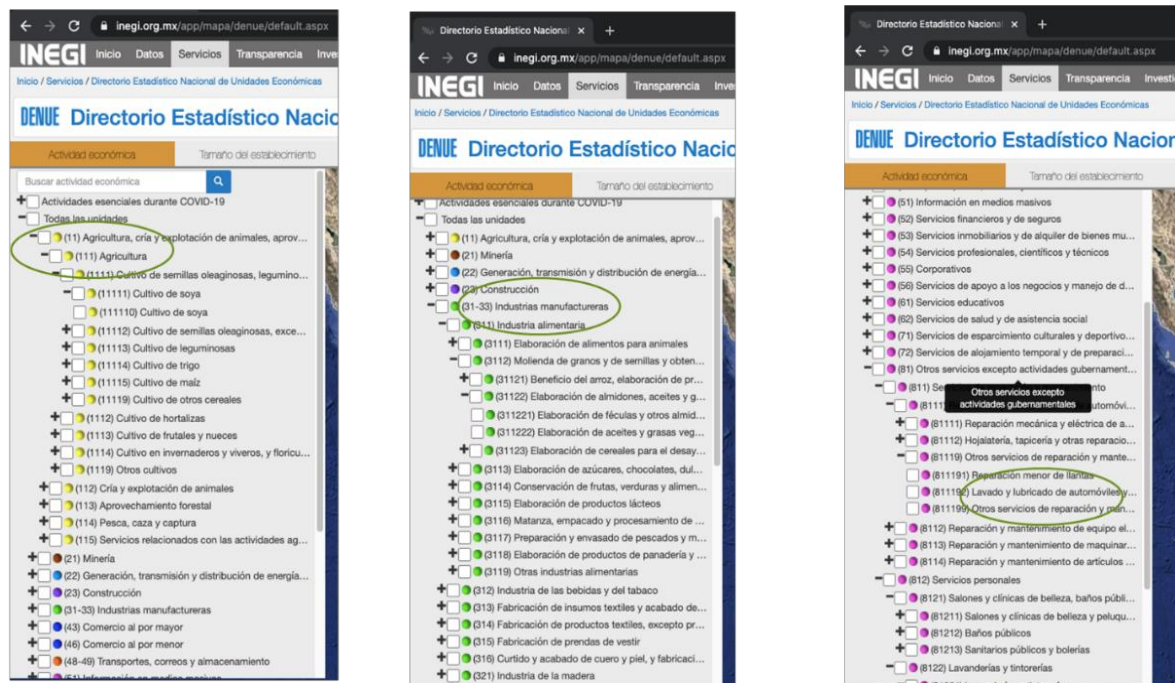 inegi.org.mx/app/mapa/denue/default.aspx
INEGI Inicio Datos Servicios Transparencia Inve
Inicio / Servicios / Directorio Estadístico Nacional de Unidades Económicas
DENUE Directorio Estadístico Nacio
Actividad económica Tamaño del establecimiento
Buscar actividad económica
Actividades esenciales durante COVID-19
Todas las unidades
(11) Agricultura, cría y explotación de animales, aprov...
(111) Agricultura
(1111) Cultivo de semillas oleaginosas, legumino...
(11111) Cultivo de soya
(111110) Cultivo de soya
(11112) Cultivo de semillas oleaginosas, exce...
(11113) Cultivo de leguminosas
(11114) Cultivo de trigo
(11115) Cultivo de maíz
(11119) Cultivo de otros cereales
(1112) Cultivo de hortalizas
(1113) Cultivo de frutales y nueces
(1114) Cultivo en invernaderos y viveros, y floricu...
(1119) Otros cultivos
(112) Cría y explotación de animales
(113) Aprovechamiento forestal
(114) Pesca, caza y captura
(115) Servicios relacionados con las actividades ag...
(21) Minería
(22) Generación, transmisión y distribución de energía...
(23) Construcción
(31-33) Industrias manufactureras
(43) Comercio al por mayor
(46) Comercio al por menor
(48-49) Transportes, correos y almacenamiento
(51) Información en medios masivos
Directorio Estadístico Nacional
inegi.org.mx/app/mapa/denue/default.aspx
INEGI Inicio Datos Servicios Transparencia Inve
Inicio / Servicios / Directorio Estadístico Nacional de Unidades Económicas
DENUE Directorio Estadístico Nacio
Actividad económica Tamaño del establecimiento
Actividades esenciales durante COVID-19
Todas las unidades
(11) Agricultura, cría y explotación de animales, aprov...
(21) Minería
(22) Generación, transmisión y distribución de energía...
(23) Construcción
(31-33) Industrias manufactureras
(311) Industria alimentaria
(3111) Elaboración de alimentos para animales
(3112) Molienda de granos y de semillas y obten...
(31121) Beneficio del arroz, elaboración de pr...
(31122) Elaboración de almidones, aceites y g...
(311221) Elaboración de féculas y otros almid...
(311222) Elaboración de aceites y grasas veg...
(31123) Elaboración de cereales para el desay...
(3113) Elaboración de azúcares, chocolates, dul...
(3114) Conservación de frutas, verduras y alimen...
(3115) Elaboración de productos lácteos
(3116) Matanza, empacado y procesamiento de ...
(3117) Preparación y envasado de pescados y m...
(3118) Elaboración de productos de panadería y ...
(3119) Otras industrias alimentarias
(312) Industria de las bebidas y del tabaco
(313) Fabricación de insumos textiles y acabado de...
(314) Fabricación de productos textiles, excepto pr...
(315) Fabricación de prendas de vestir
(316) Curtido y acabado de cuero y piel, y fabricaci...
(321) Industria de la madera
Directorio Estadístico Nacional
inegi.org.mx/app/mapa/denue/default.aspx
INEGI Inicio Datos Servicios Transparencia Investi
Inicio / Servicios / Directorio Estadístico Nacional de Unidades Económicas
DENUE Directorio Estadístico Nacion
Actividad económica Tamaño del establecimiento
(51) Información en medios masivos
(52) Servicios financieros y de seguros
(53) Servicios inmobiliarios y de alquiler de bienes mu...
(54) Servicios profesionales, científicos y técnicos
(55) Corporativos
(56) Servicios de apoyo a los negocios y manejo de d...
(61) Servicios educativos
(62) Servicios de salud y de asistencia social
(71) Servicios de esparcimiento culturales y deportivo...
(72) Servicios de alojamiento temporal y de preparaci...
(81) Otros servicios excepto actividades gubernament...
(811) Se
Otros servicios excepto
actividades gubernamentales
(8111
(81111) Reparación mecánica y eléctrica de a...
(81112) Hojalatería, tapicería y otras reparacio...
(81119) Otros servicios de reparación y mante...
(811191) Reparación menor de llantas
(811192) Lavado y lubricado de automóviles y...
(811199) Otros servicios de reparación y man...
(8112) Reparación y mantenimiento de equipo el...
(8113) Reparación y mantenimiento de maquinar...
(8114) Reparación y mantenimiento de artículos ...
(812) Servicios personales
(8121) Salones y clínicas de belleza, baños públi...
(81211) Salones y clínicas de belleza y peluqu...
(81212) Baños públicos
(81213) Sanitarios públicos y bolerías
(8122) Lavanderías y tintorerías